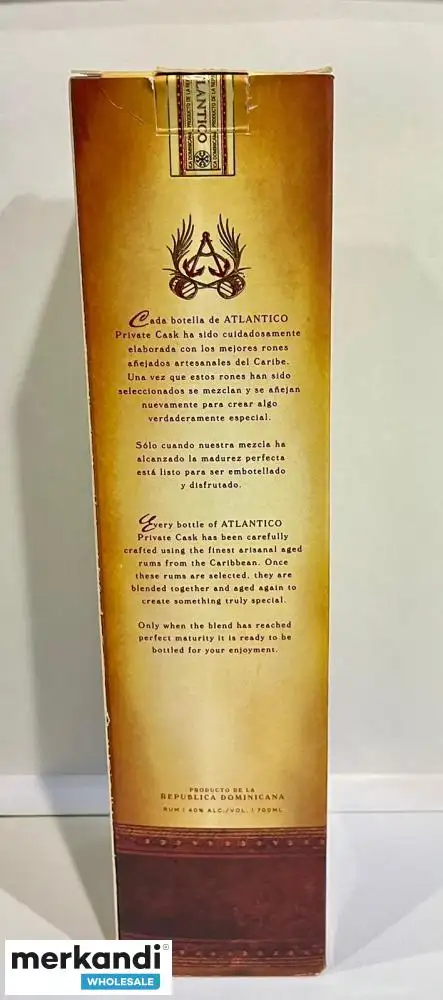 ATLANTICO
PRODUCTO DE LA
A
Cada botella de ATLANTICO
Private Cask ha sido cuidadosamente
elaborada con los mejores rones
añejados artesanales del Caribe.
Una vez que estos rones han sido
seleccionados se mezclan y se añejan
nuevamente para crear algo
verdaderamente especial.
Sólo cuando nuestra mezcla ha
alcanzado la madurez perfecta
está listo para ser embotellado
y disfrutado.
Every bottle of ATLANTICO
Private Cask has been carefully
crafted using the finest arisanal aged
rums from the Caribbean. Once
these rums are selected, they are
blended together and aged again to
create something truly special.
Only when the blend has reached
perfect maturity it is ready to be
bottled for your enjoyment.
PRODUCTO DE LA
REPUBLICA DOMINICANA
RUM | 40% ALC./VOL. | 700ML
merkandi
WHOLESALE